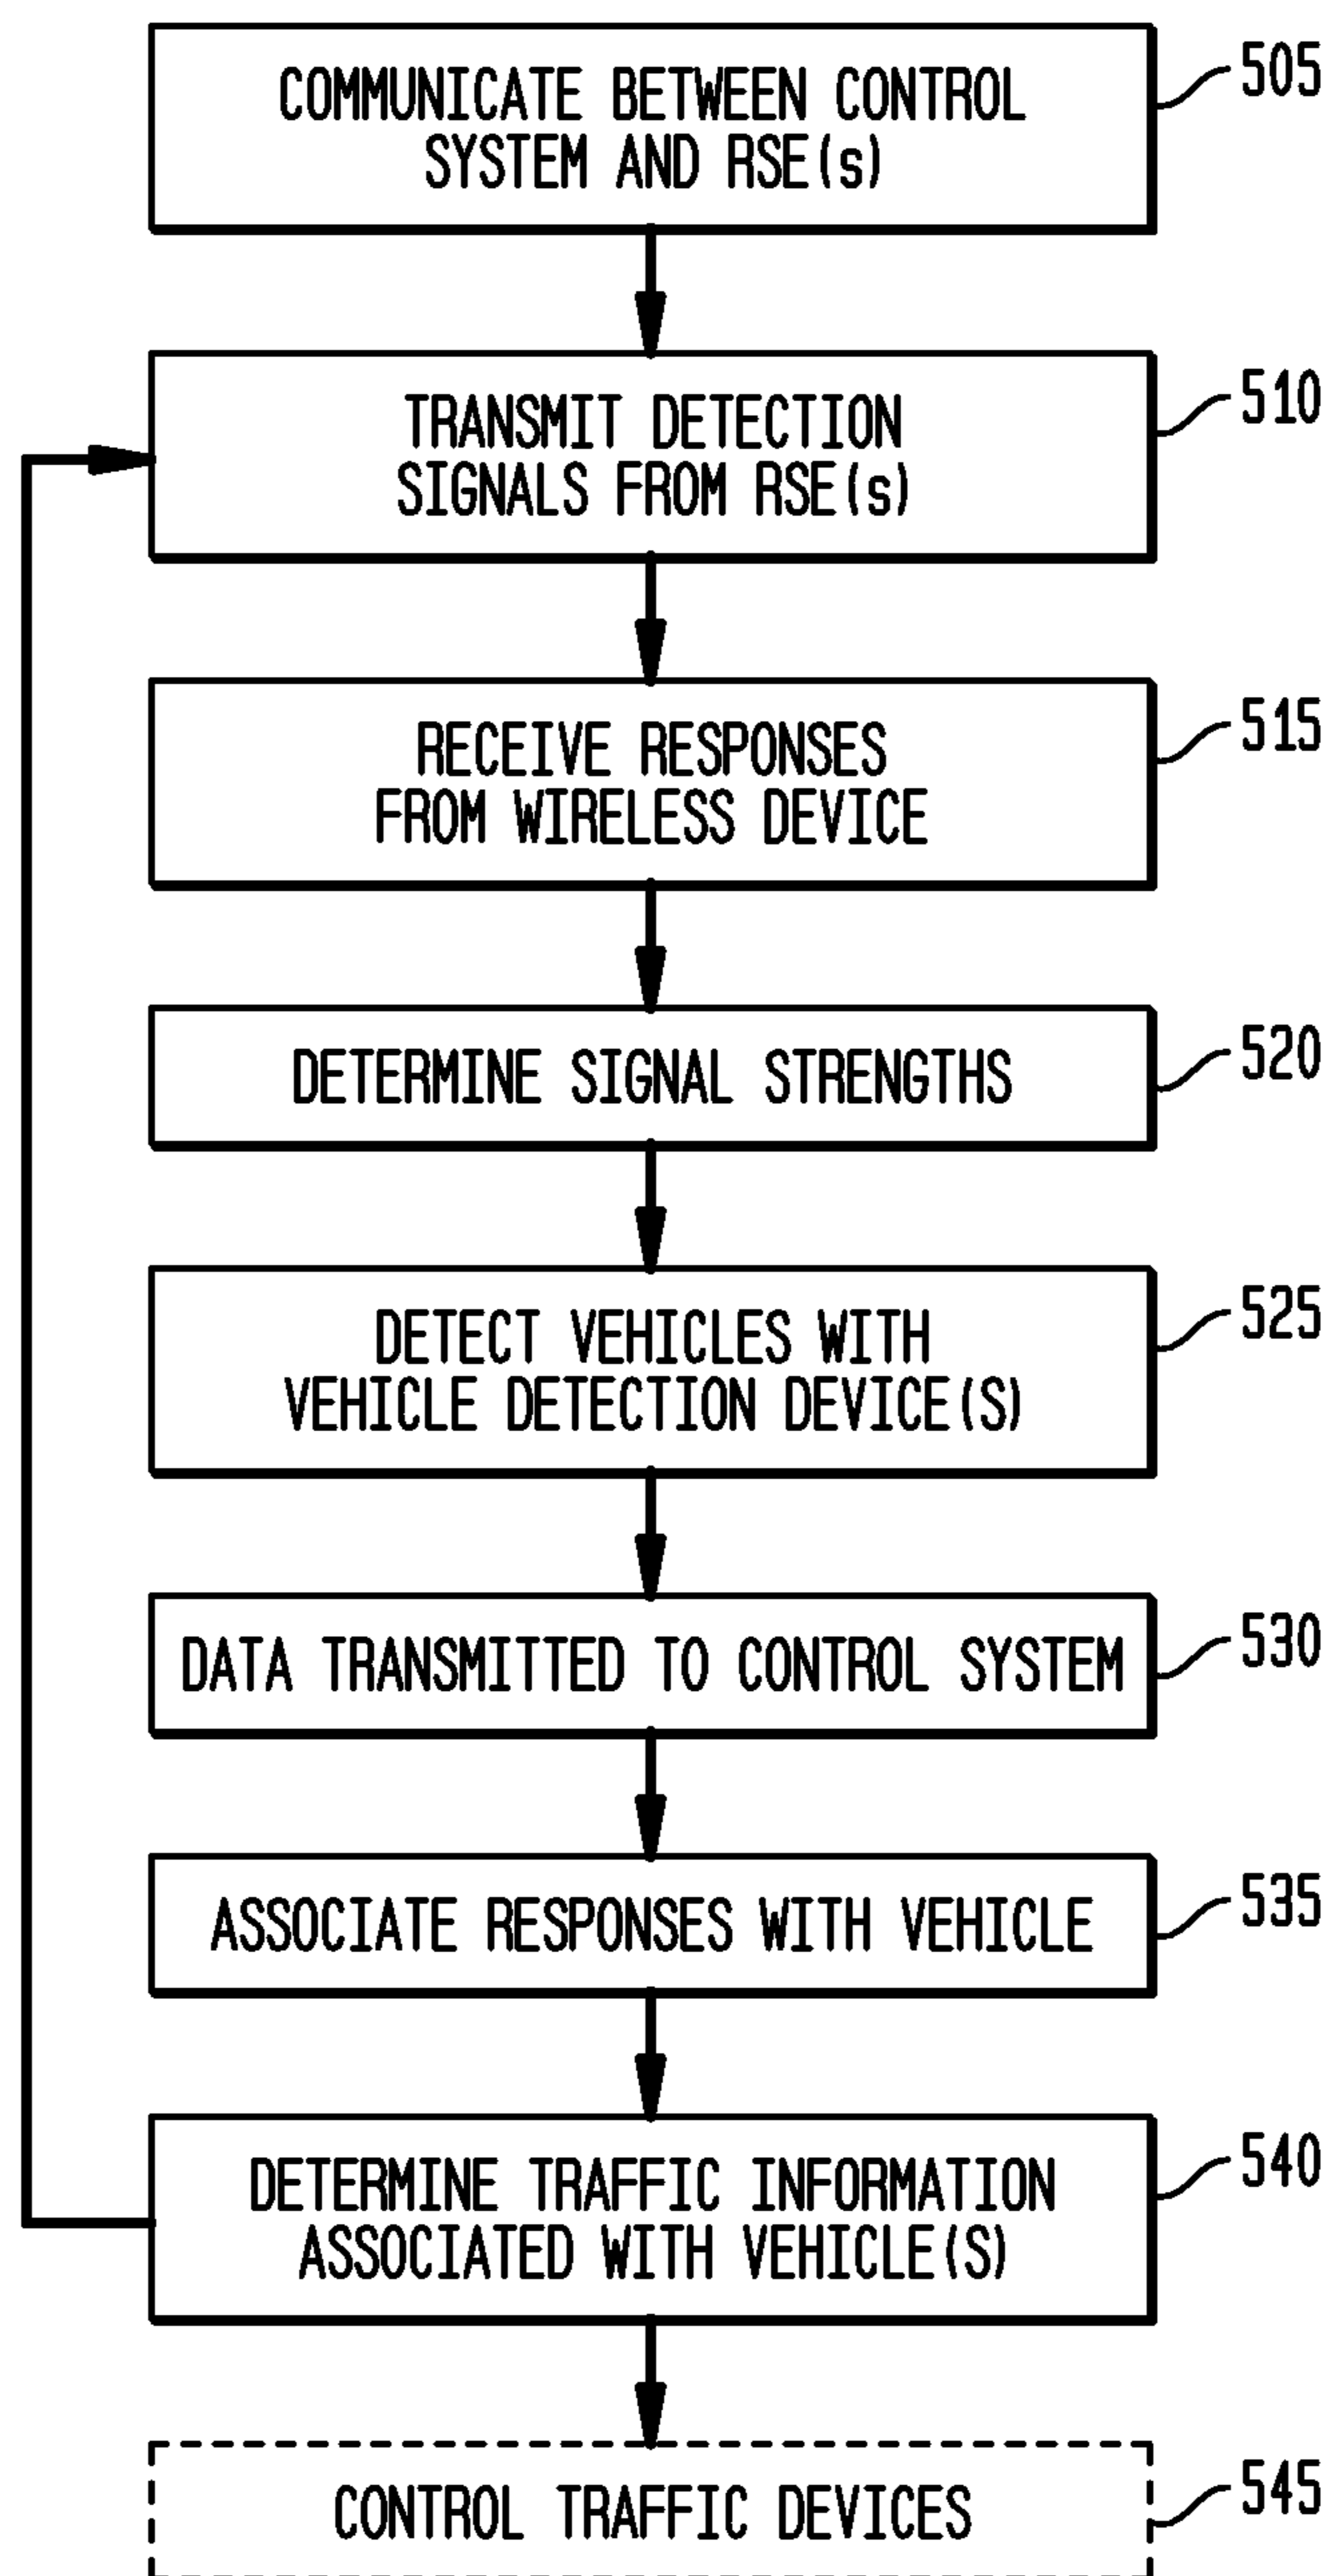 COMMUNICATE BETWEEN CONTROL
SYSTEM AND RSE(s)
505
TRANSMIT DETECTION
SIGNALS FROM RSE(s)
510
RECEIVE RESPONSES
FROM WIRELESS DEVICE
515
DETERMINE SIGNAL STRENGTHS
520
DETECT VEHICLES WITH
VEHICLE DETECTION DEVICE(S)
525
DATA TRANSMITTED TO CONTROL SYSTEM
530
ASSOCIATE RESPONSES WITH VEHICLE
535
DETERMINE TRAFFIC INFORMATION
ASSOCIATED WITH VEHICLE(S)
540
CONTROL TRAFFIC DEVICES
545